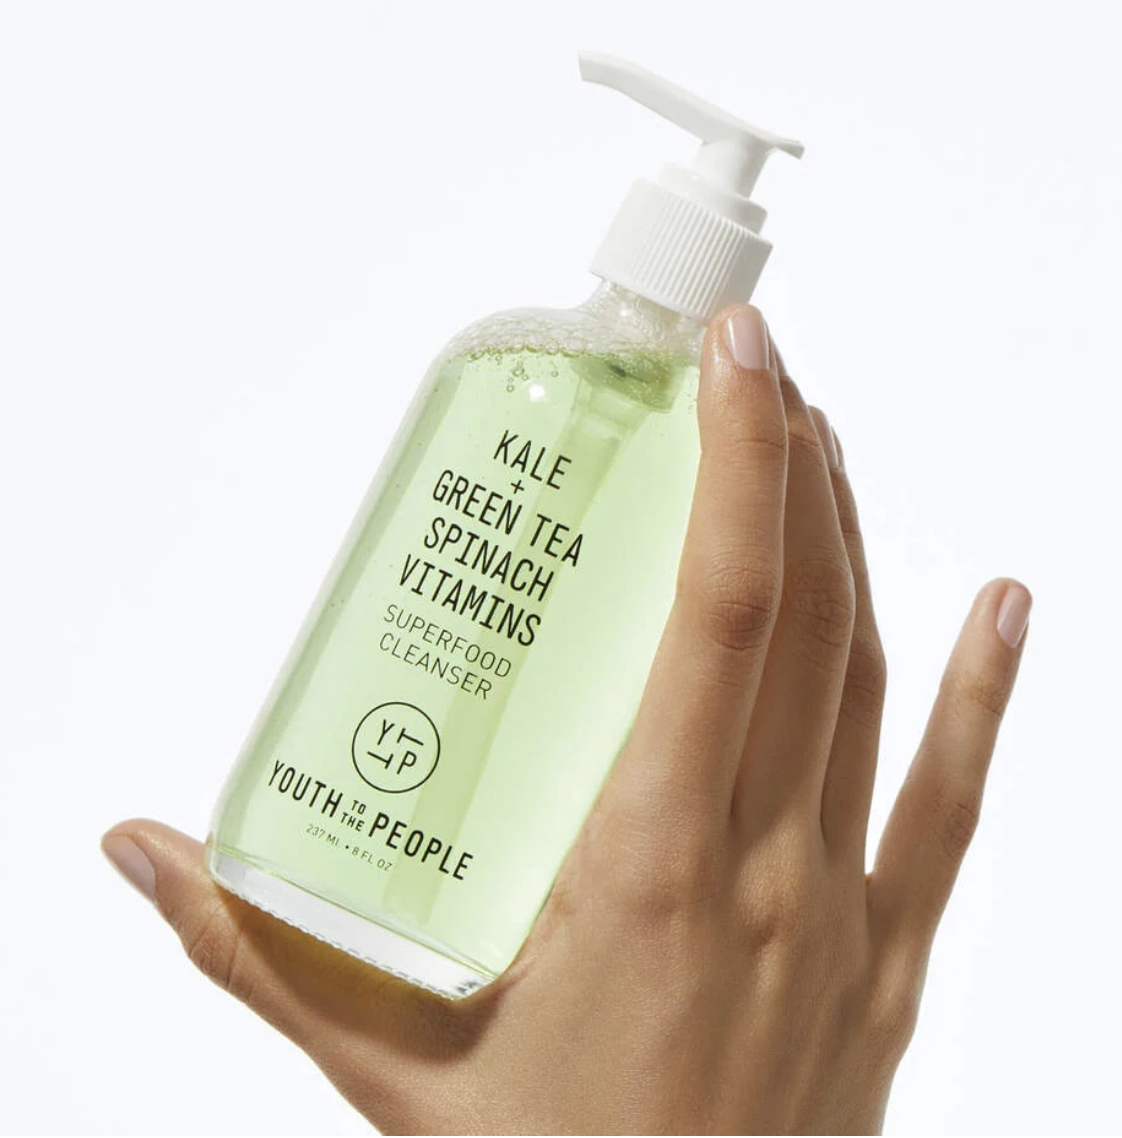 KALE
+
GREEN TEA
SPINACH
VITAMINS
SUPERFOOD
CLEANSER
Y T
T P
YOUTH TO THE PEOPLE
237 ML • 8 FL OZ